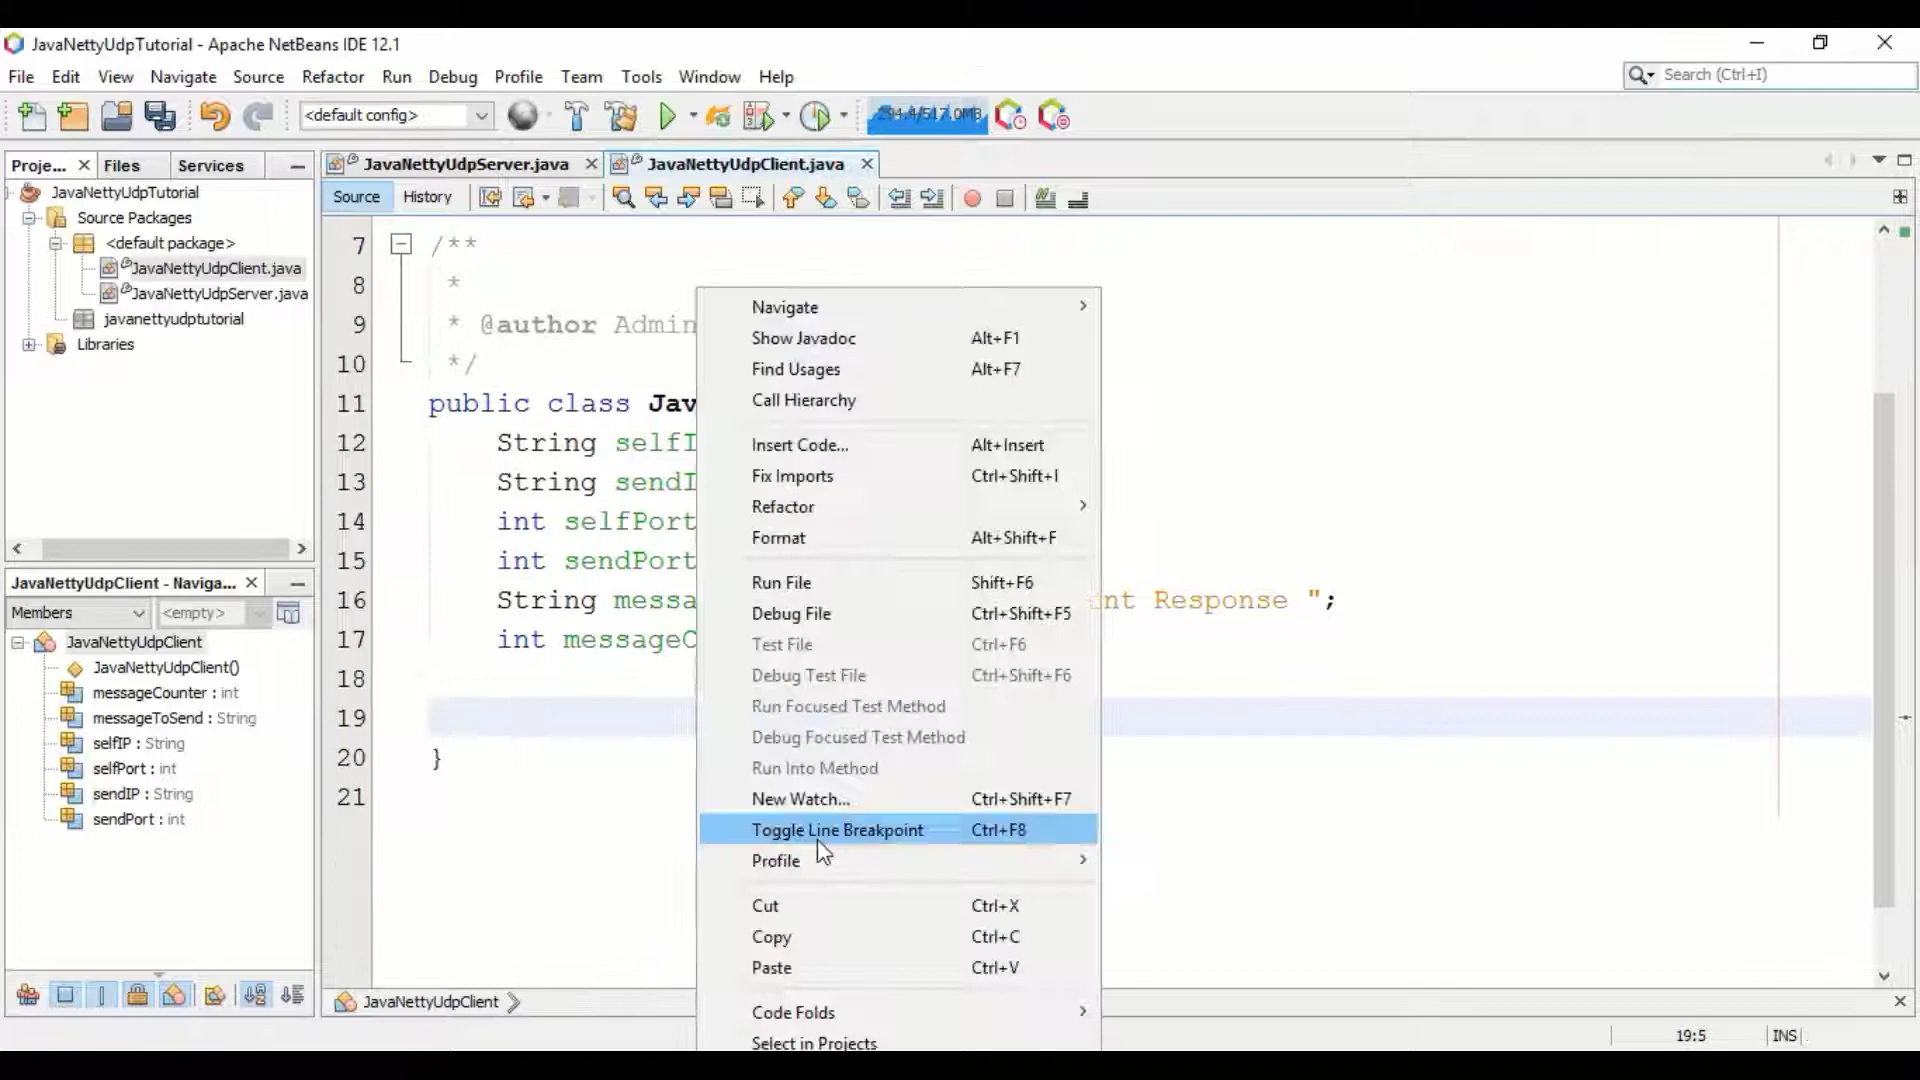 JavaNettyUdpTutorial - Apache NetBeans IDE 12.1
File Edit View Navigate Source Refactor Run Debug Profile Team Tools Window Help
Search (Ctrl+I)
<default config>
294.4/517.0MB
Proje... Files Services
JavaNettyUdpTutorial
Source Packages
<default package>
JavaNettyUdpClient.java
JavaNettyUdpServer.java
javanettyudptutorial
Libraries
JavaNettyUdpClient - Naviga...
Members <empty>
JavaNettyUdpClient
JavaNettyUdpClient()
messageCounter : int
messageToSend : String
selfIP : String
selfPort : int
sendIP : String
sendPort : int
JavaNettyUdpServer.java JavaNettyUdpClient.java
Source History
7 /**
8 *
9 * @author Admin
10 */
11 public class Jav
12 String selfI
13 String sendI
14 int selfPort
15 int sendPort
16 String messa nt Response ";
17 int messageC
18
19
20 }
21
Navigate
Show Javadoc Alt+F1
Find Usages Alt+F7
Call Hierarchy
Insert Code... Alt+Insert
Fix Imports Ctrl+Shift+I
Refactor
Format Alt+Shift+F
Run File Shift+F6
Debug File Ctrl+Shift+F5
Test File Ctrl+F6
Debug Test File Ctrl+Shift+F6
Run Focused Test Method
Debug Focused Test Method
Run Into Method
New Watch... Ctrl+Shift+F7
Toggle Line Breakpoint Ctrl+F8
Profile
Cut Ctrl+X
Copy Ctrl+C
Paste Ctrl+V
Code Folds
Select in Projects
JavaNettyUdpClient
19:5 INS